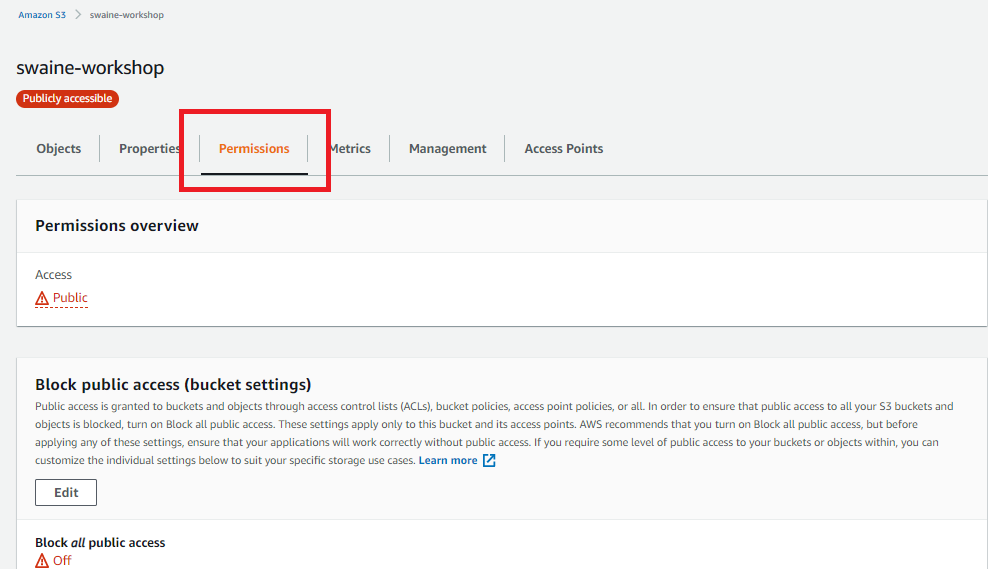 Amazon S3 > swaine-workshop
swaine-workshop
Publicly accessible
Objects Properties Permissions Metrics Management Access Points
Permissions overview
Access
Public
Block public access (bucket settings)
Public access is granted to buckets and objects through access control lists (ACLs), bucket policies, access point policies, or all. In order to ensure that public access to all your S3 buckets and
objects is blocked, turn on Block all public access. These settings apply only to this bucket and its access points. AWS recommends that you turn on Block all public access, but before
applying any of these settings, ensure that your applications will work correctly without public access. If you require some level of public access to your buckets or objects within, you can
customize the individual settings below to suit your specific storage use cases. Learn more
Edit
Block all public access
Off